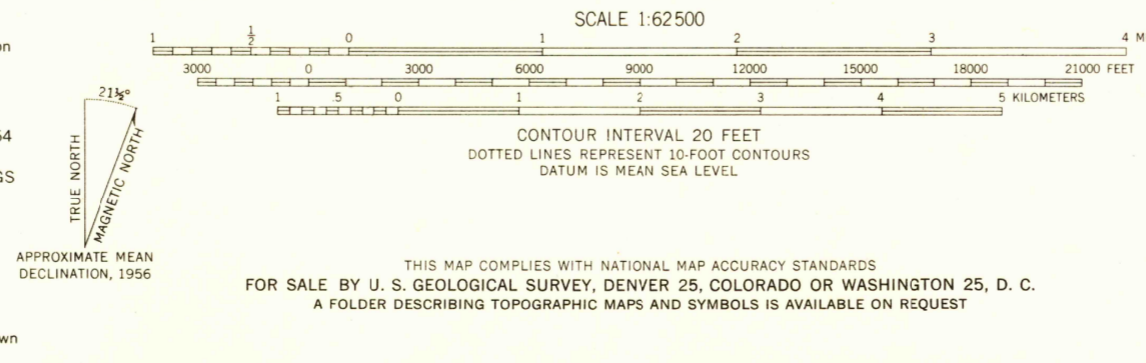 SCALE 1:62500
1 ½ 0 1 2 3 4 M
3000 0 3000 6000 9000 12000 15000 18000 21000 FEET
1 .5 0 1 2 3 4 5 KILOMETERS
CONTOUR INTERVAL 20 FEET
DOTTED LINES REPRESENT 10-FOOT CONTOURS
DATUM IS MEAN SEA LEVEL
on
64
GS
21½°
TRUE NORTH
MAGNETIC NORTH
APPROXIMATE MEAN
DECLINATION, 1956
THIS MAP COMPLIES WITH NATIONAL MAP ACCURACY STANDARDS
FOR SALE BY U. S. GEOLOGICAL SURVEY, DENVER 25, COLORADO OR WASHINGTON 25, D. C.
A FOLDER DESCRIBING TOPOGRAPHIC MAPS AND SYMBOLS IS AVAILABLE ON REQUEST
wn